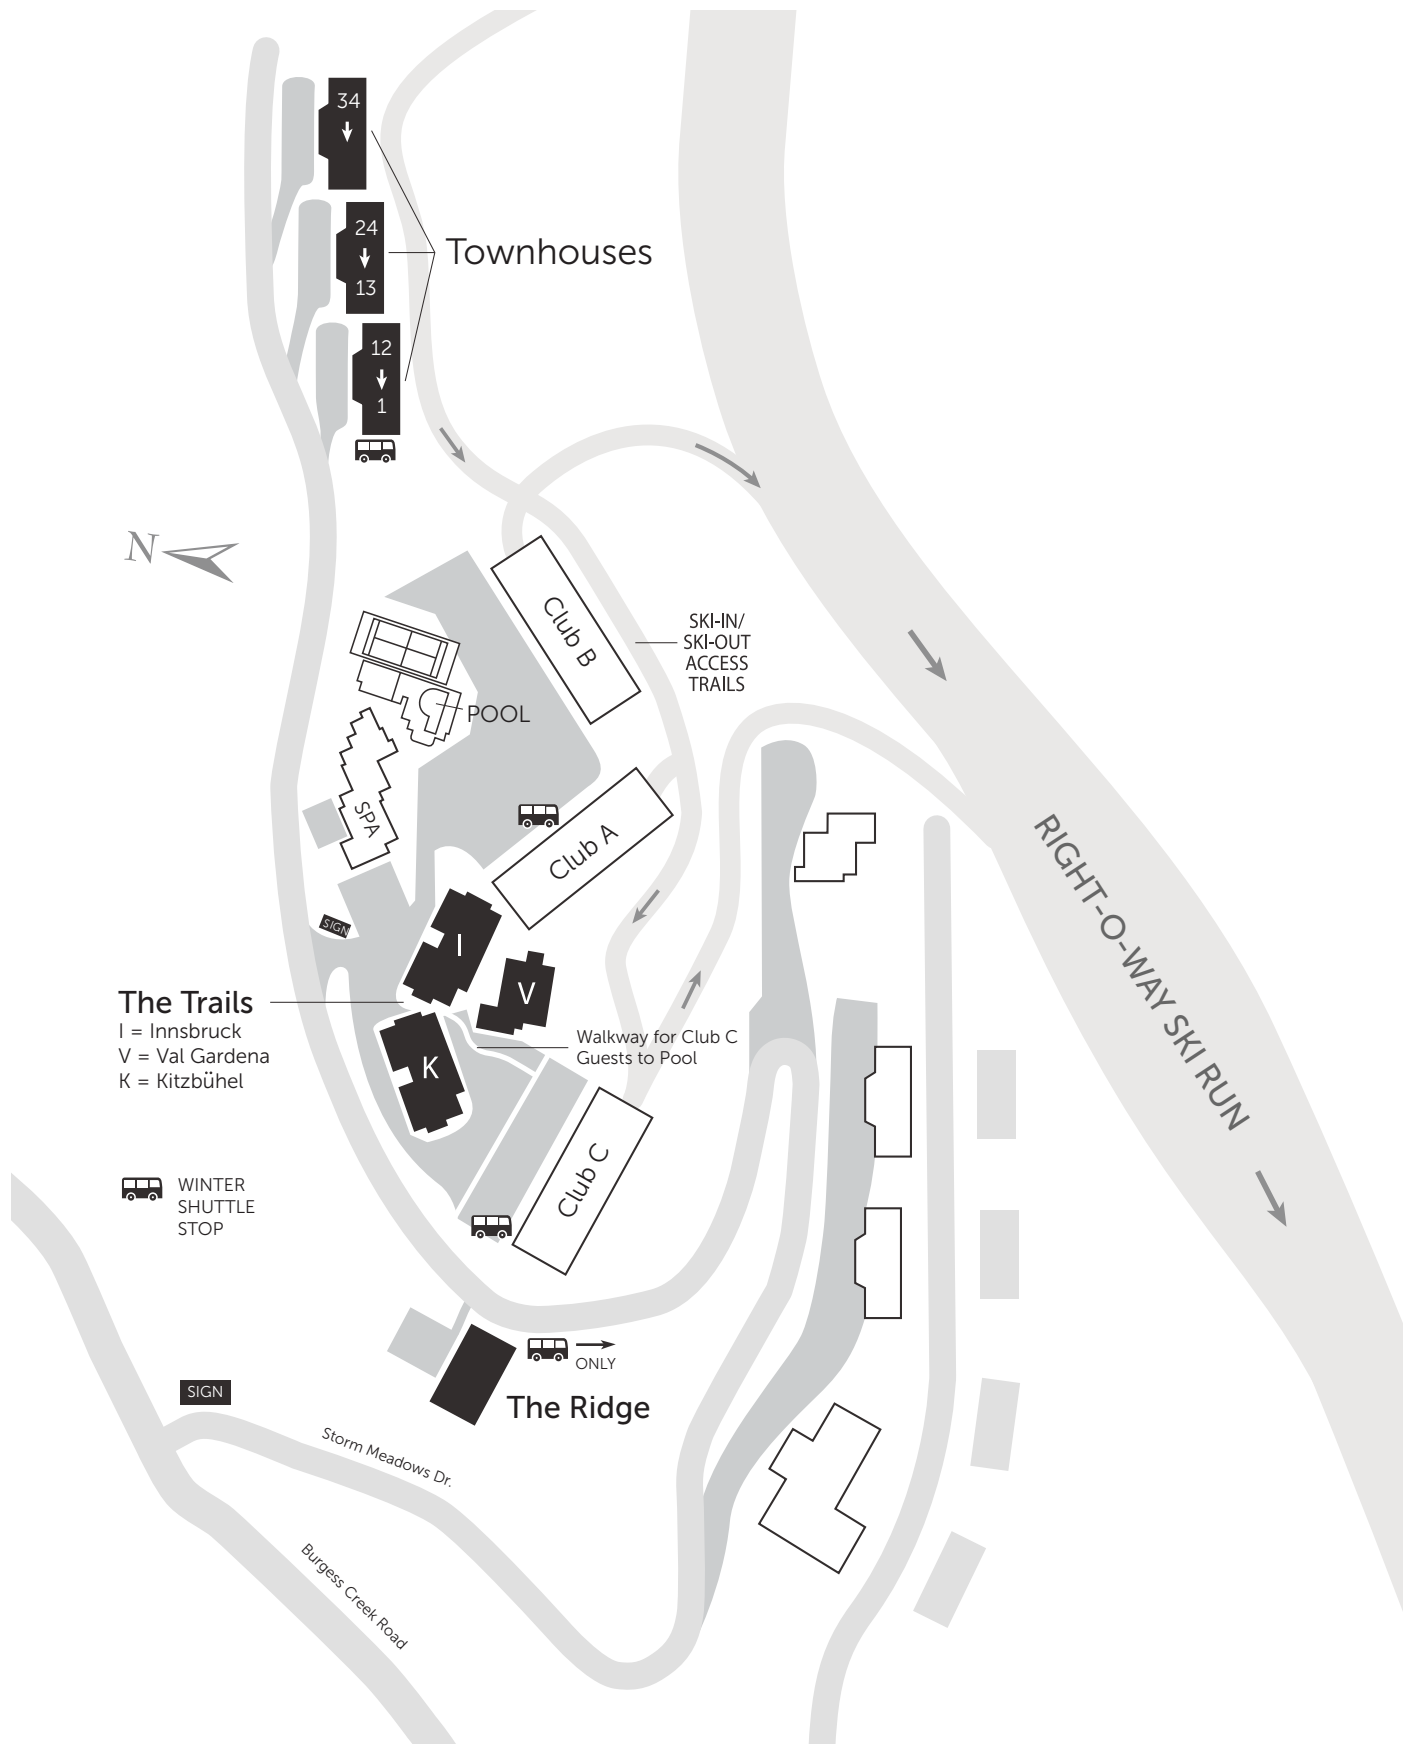 34
24
13
Townhouses
12
1
N
Club B
SKI-IN/
SKI-OUT
ACCESS
TRAILS
POOL
SPA
Club A
RIGHT-O-WAY SKI RUN
SIGN
I
V
The Trails
I = Innsbruck
V = Val Gardena
K = Kitzbühel
Walkway for Club C
Guests to Pool
K
Club C
WINTER
SHUTTLE
STOP
ONLY
SIGN
The Ridge
Storm Meadows Dr.
Burgess Creek Road